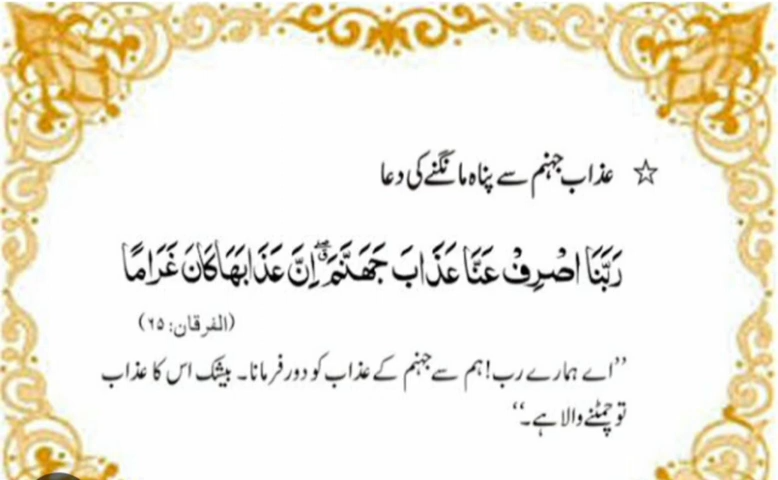 ☆ عذاب جہنم سے پناہ مانگنے کی دعا
رَبَّنَا اصْرِفْ عَنَّا عَذَابَ جَهَنَّمَ ۖۗ اِنَّ عَذَابَهَا كَانَ غَرَامًا
(الفرقان: ٦٥)
”اے ہمارے رب! ہم سے جہنم کے عذاب کو دور فرمانا۔ بیشک اس کا عذاب
تو چمٹنے والا ہے۔“